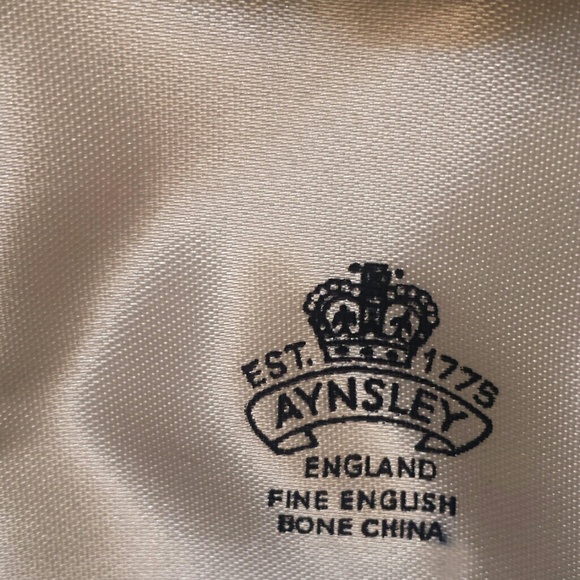 EST. 1775
AYNSLEY
ENGLAND
FINE ENGLISH
BONE CHINA